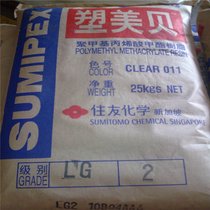 SUMIPEX
塑美贝
聚甲基丙烯酸甲酯树脂
POLYMETHYL METHACRYLATE RESIN
色号 COLOR CLEAR 011
净重 WEIGHT 25KGS NET
住友化学 新加坡
SUMITOMO CHEMICAL SINGAPORE
级别 GRADE LG 2
LG2